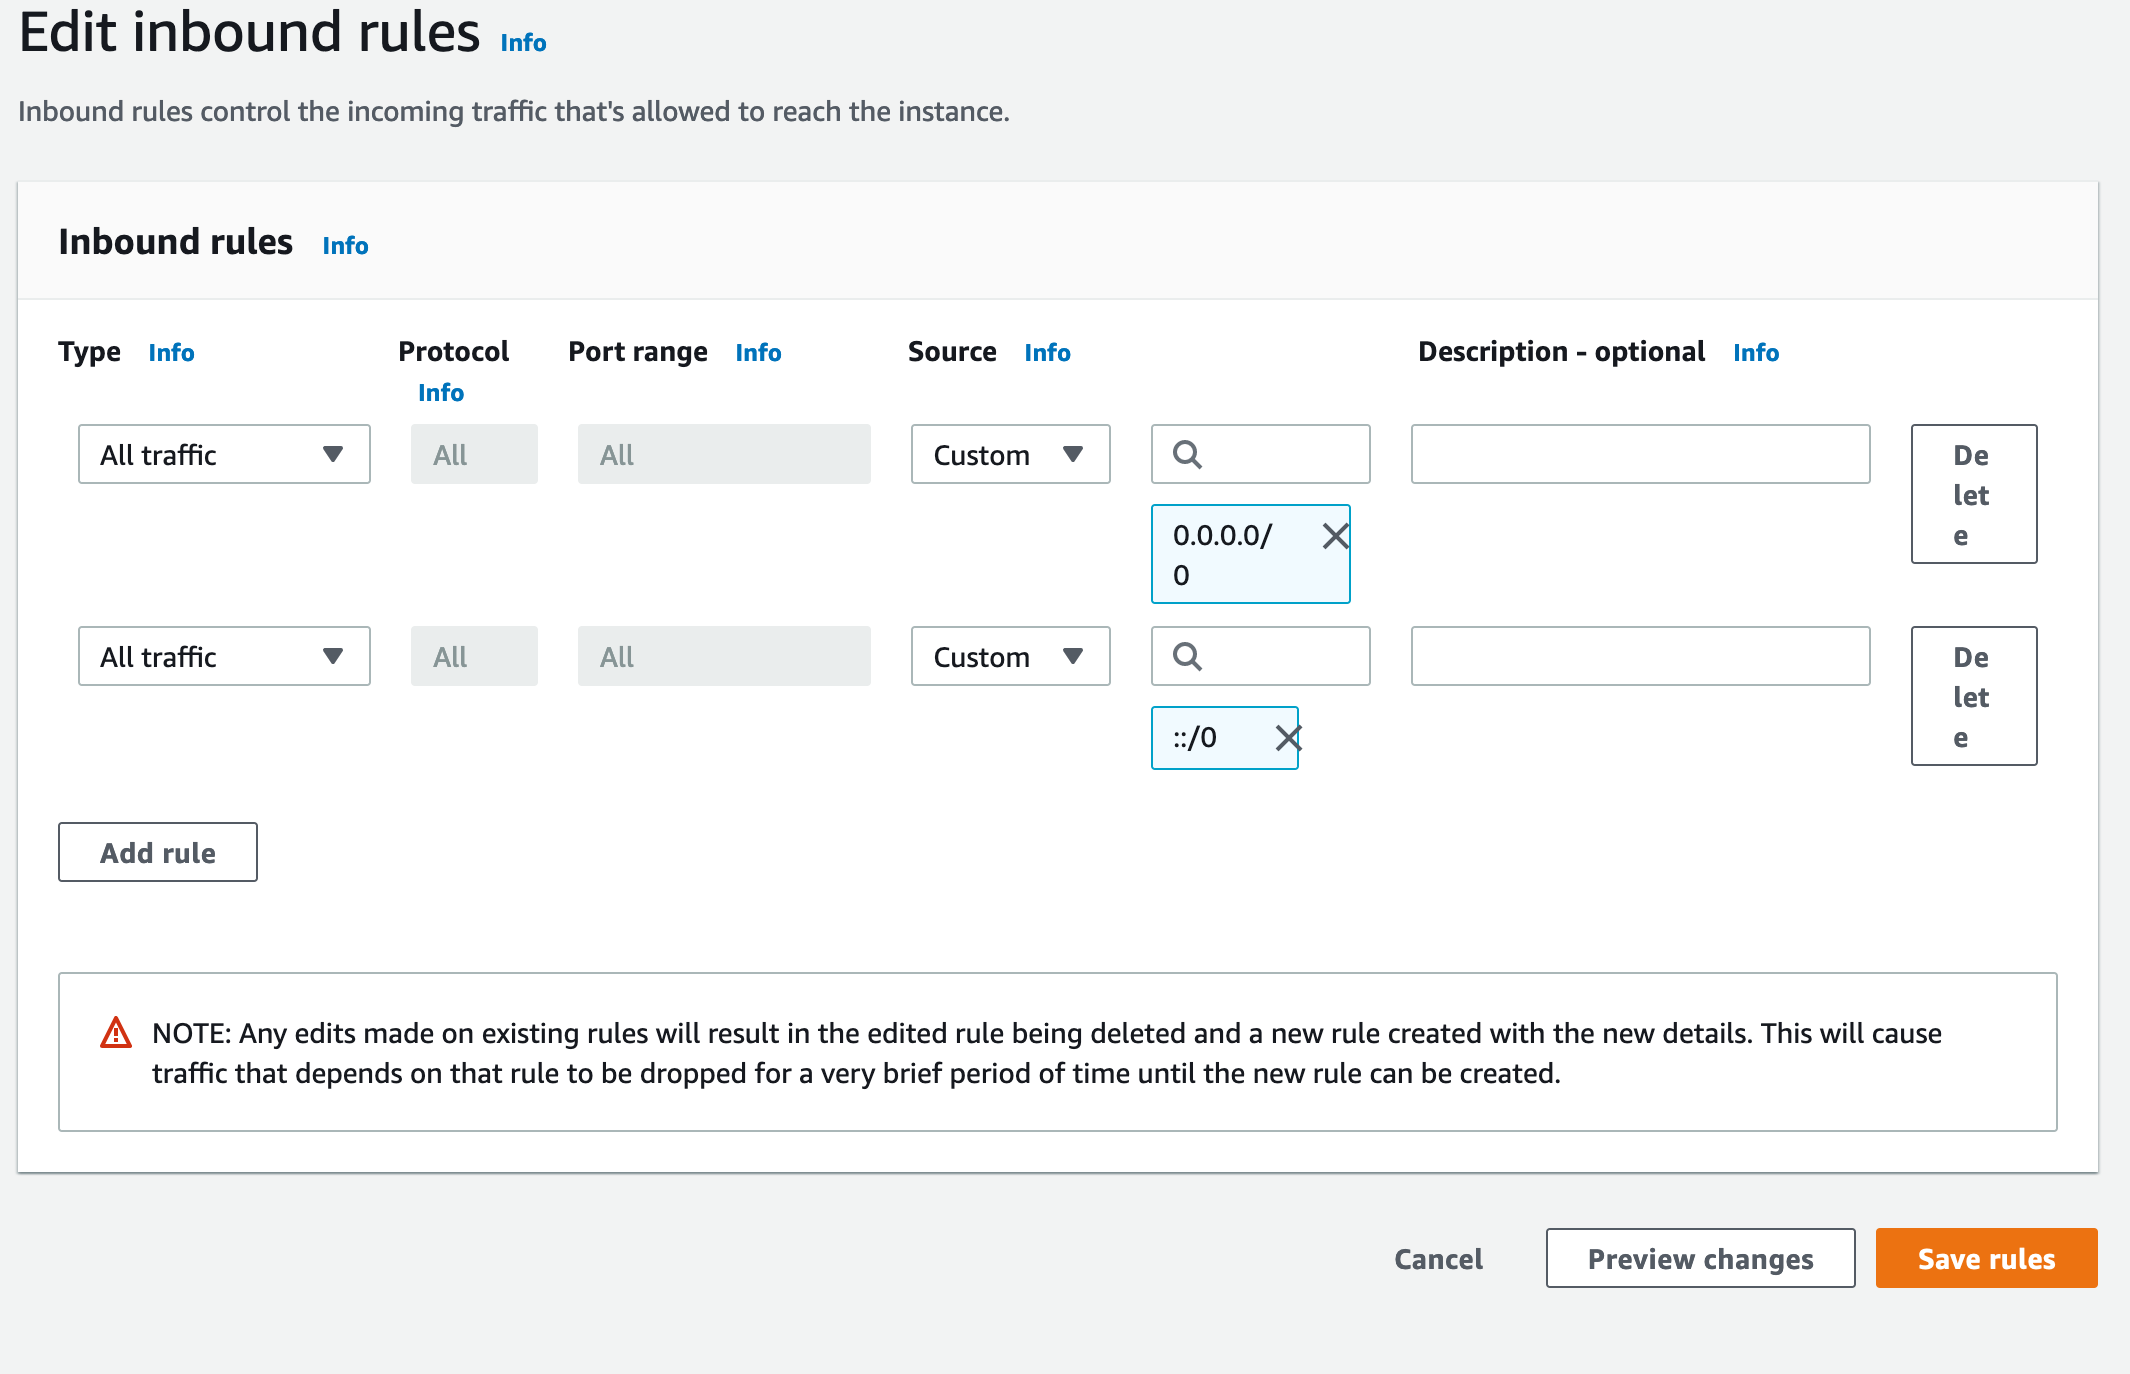 Edit inbound rules Info
Inbound rules control the incoming traffic that's allowed to reach the instance.
Inbound rules Info
Type Info Protocol Info Port range Info Source Info Description - optional Info
All traffic All All Custom Delete
0.0.0.0/
0
All traffic All All Custom Delete
::/0
Add rule
NOTE: Any edits made on existing rules will result in the edited rule being deleted and a new rule created with the new details. This will cause
traffic that depends on that rule to be dropped for a very brief period of time until the new rule can be created.
Cancel Preview changes Save rules